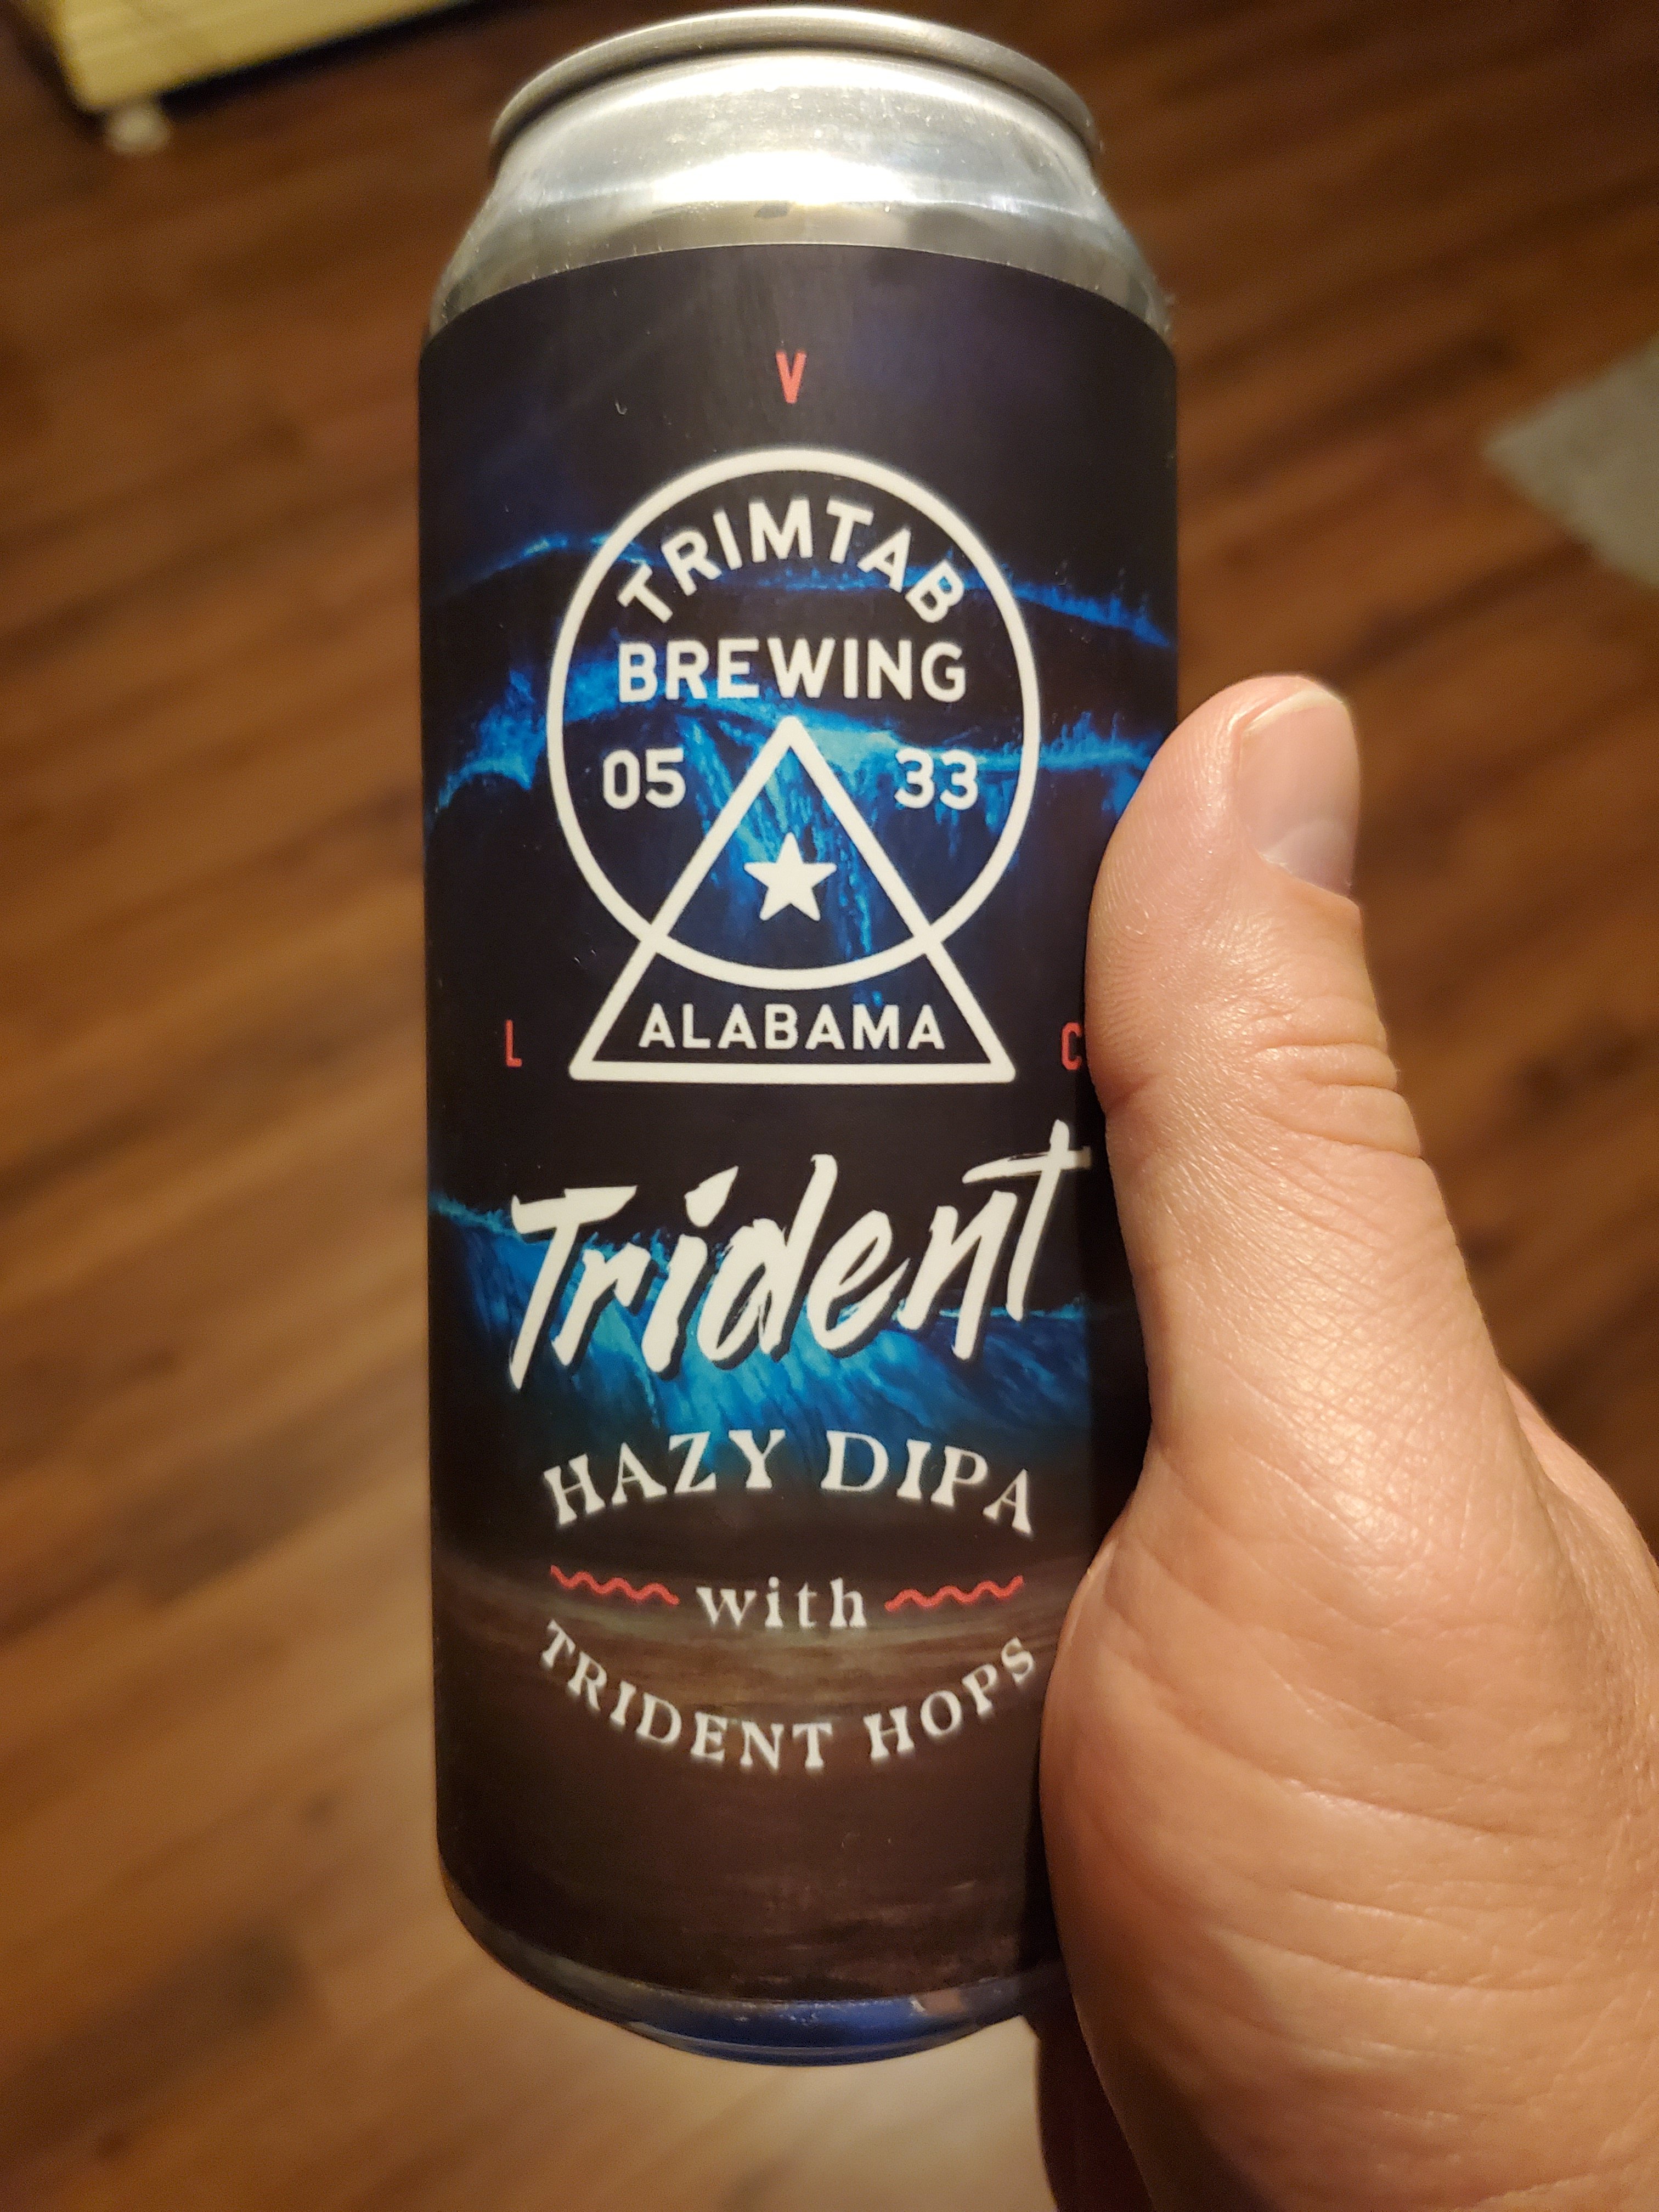 V
TRIMTAB
BREWING
05 33
ALABAMA
L C
Trident
HAZY DIPA
with
TRIDENT HOPS